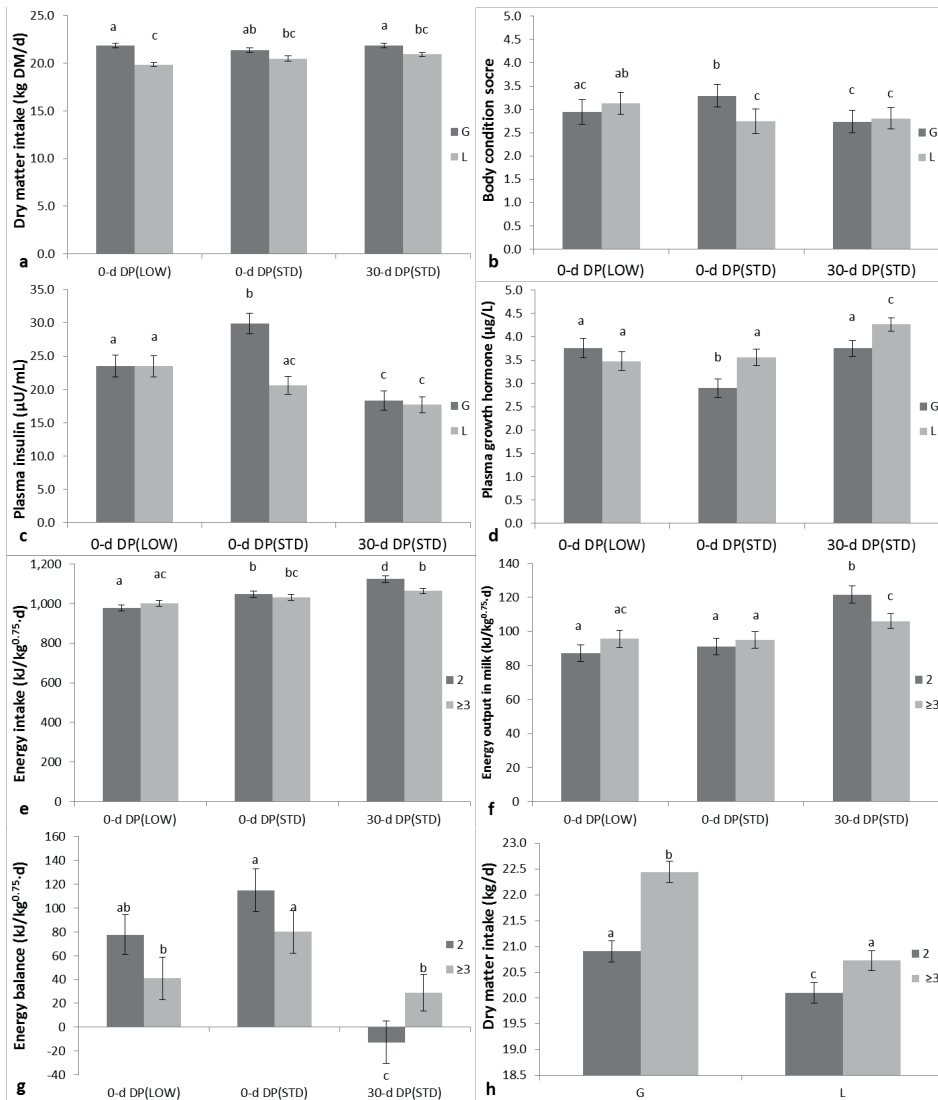 Dry matter intake (kg DM/d)
25.0
20.0
15.0
10.0
5.0
0.0
a
c
ab
bc
a
bc
G
L
0-d DP(LOW)
0-d DP(STD)
30-d DP(STD)
a
Body condition socre
5.0
4.5
4.0
3.5
3.0
2.5
2.0
1.5
1.0
0.5
0.0
ac
ab
b
c
c
c
G
L
0-d DP(LOW)
0-d DP(STD)
30-d DP(STD)
b
Plasma insulin (µU/mL)
35.0
30.0
25.0
20.0
15.0
10.0
5.0
0.0
a
a
b
ac
c
c
G
L
0-d DP(LOW)
0-d DP(STD)
30-d DP(STD)
c
Plasma growth hormone (µg/L)
5.0
4.5
4.0
3.5
3.0
2.5
2.0
1.5
1.0
0.5
0.0
a
a
b
a
a
c
G
L
0-d DP(LOW)
0-d DP(STD)
30-d DP(STD)
d
Energy intake (kJ/kg0.75·d)
1,200
1,000
800
600
400
200
0
a
ac
b
bc
d
b
2
≥3
0-d DP(LOW)
0-d DP(STD)
30-d DP(STD)
e
Energy output in milk (kJ/kg0.75·d)
140
120
100
80
60
40
20
0
a
ac
a
a
b
c
2
≥3
0-d DP(LOW)
0-d DP(STD)
30-d DP(STD)
f
Energy balance (kJ/kg0.75·d)
140
120
100
80
60
40
20
0
-20
-40
ab
b
a
a
c
b
2
≥3
0-d DP(LOW)
0-d DP(STD)
30-d DP(STD)
g
Dry matter intake (kg/d)
23.0
22.5
22.0
21.5
21.0
20.5
20.0
19.5
19.0
18.5
a
b
c
a
2
≥3
G
L
h